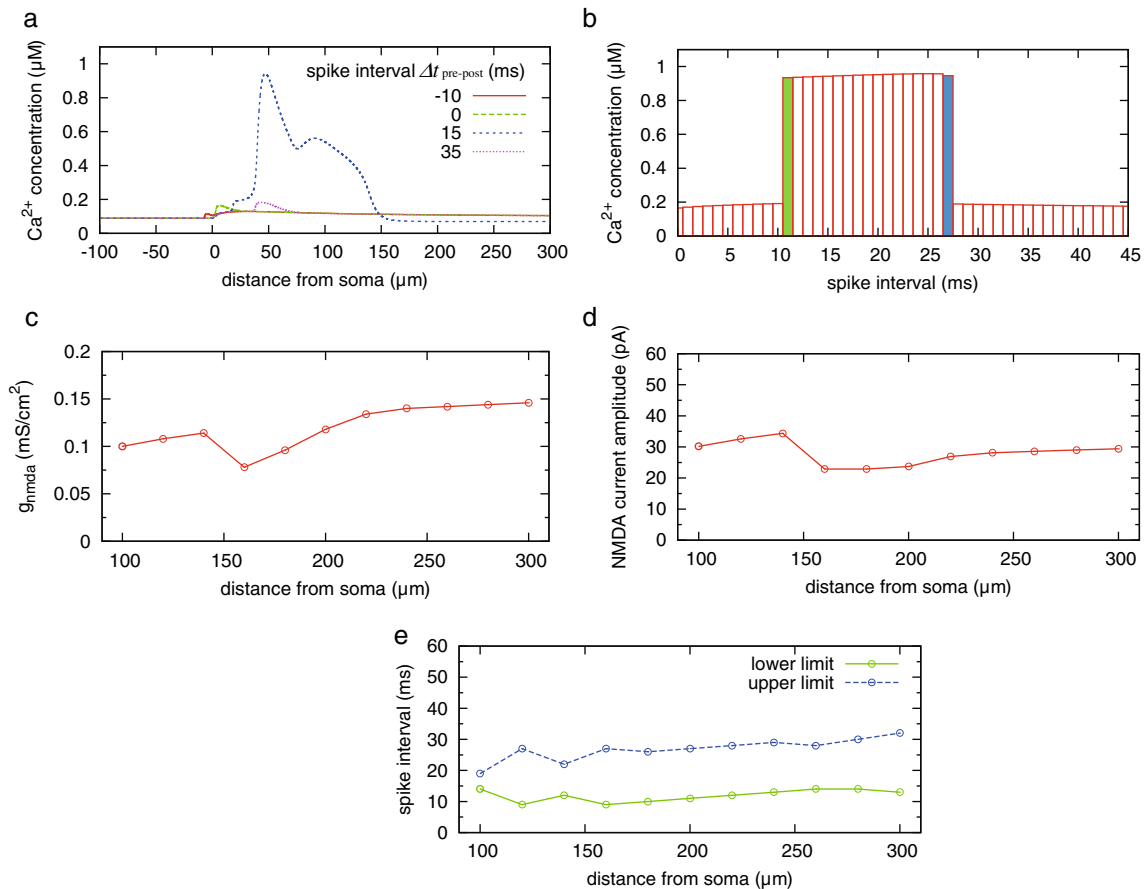 a
Ca2+ concentration (µM)
1
0.8
0.6
0.4
0.2
0
spike interval Δt pre-post (ms)
-10
0
15
35
-100 -50 0 50 100 150 200 250 300
distance from soma (µm)
b
Ca2+ concentration (µM)
1.2
1
0.8
0.6
0.4
0.2
0
0 5 10 15 20 25 30 35 40 45
spike interval (ms)
c
gnmda (mS/cm2)
0.2
0.15
0.1
0.05
0
100 150 200 250 300
distance from soma (µm)
d
NMDA current amplitude (pA)
60
50
40
30
20
10
0
100 150 200 250 300
distance from soma (µm)
e
spike interval (ms)
60
50
40
30
20
10
0
lower limit
upper limit
100 150 200 250 300
distance from soma (µm)